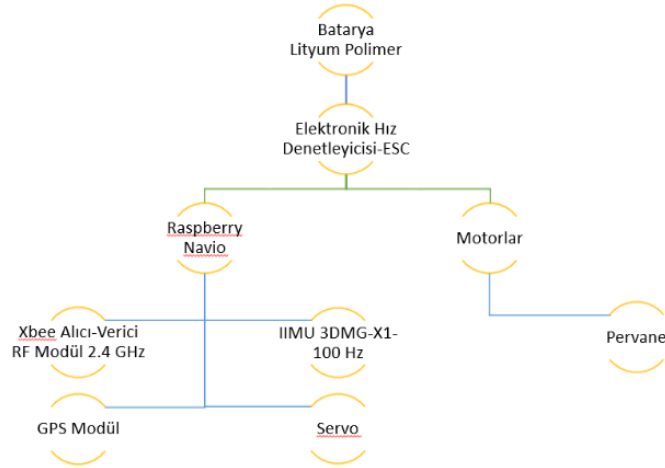 Batarya
Lityum Polimer
Elektronik Hız
Denetleyicisi-ESC
Raspberry
Navio
Motorlar
Xbee Alıcı-Verici
RF Modül 2.4 GHz
IIMU 3DMG-X1-
100 Hz
Pervane
GPS Modül
Servo